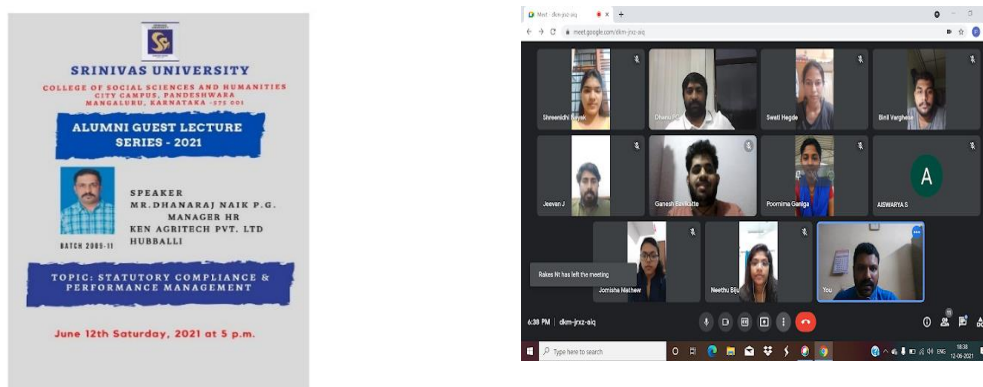 SRINIVAS UNIVERSITY
COLLEGE OF SOCIAL SCIENCES AND HUMANITIES
CITY CAMPUS, PANDESHWARA
MANGALURU, KARNATAKA -575 001
ALUMNI GUEST LECTURE
SERIES - 2021
SPEAKER
MR.DHANARAJ NAIK P.G.
MANAGER HR
KEN AGRITECH PVT. LTD
HUBBALLI
BATCH 2009-11
TOPIC: STATUTORY COMPLIANCE &
PERFORMANCE MANAGEMENT
June 12th Saturday, 2021 at 5 p.m.
Meet - dkm-jrxz-aiq
meet.google.com/dkm-jrxz-aiq
Shreenidhi Nayak
Swati Hegde
Binil Varghese
Jeevan J
Ganesh
Poornima Ganiga
A
AISWARYA S
Rakes Nt has left the meeting
Jomisha Mathew
Neethu Biju
You
6:38 PM | dkm-jrxz-aiq
Type here to search
ENG
18:38
12-06-2021